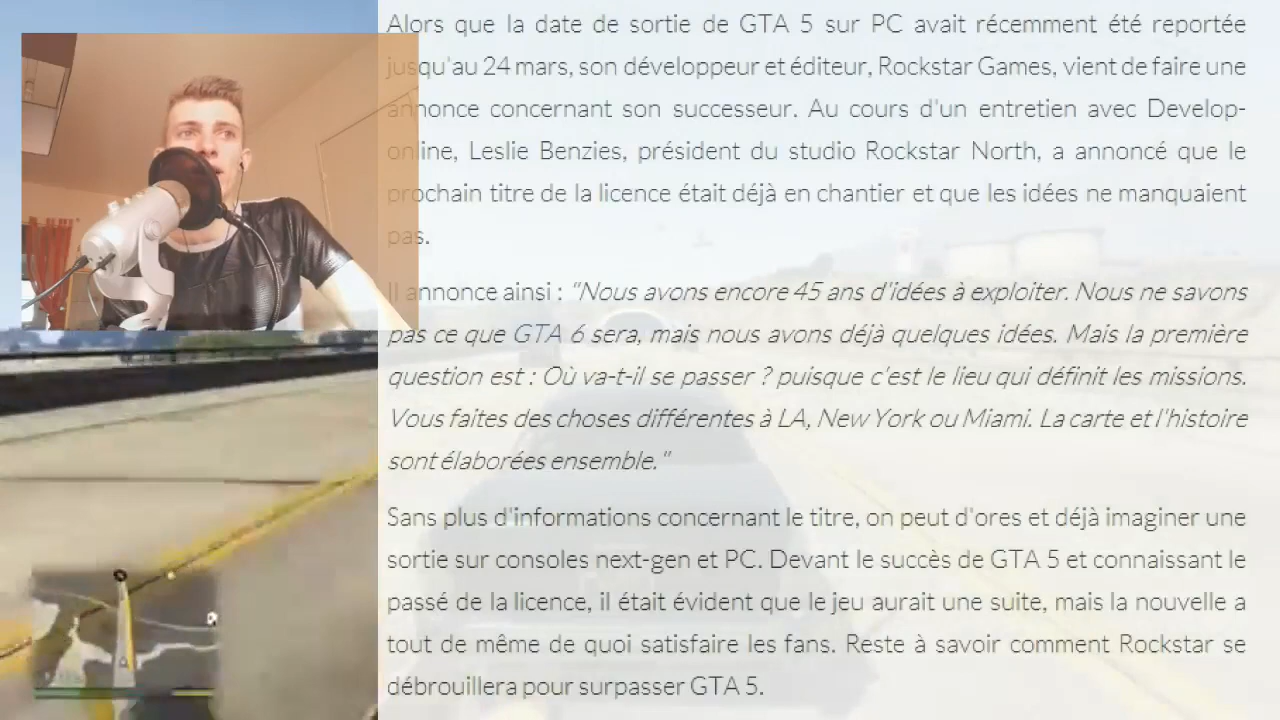 Alors que la date de sortie de GTA 5 sur PC avait récemment été reportée
jusqu'au 24 mars, son développeur et éditeur, Rockstar Games, vient de faire une
annonce concernant son successeur. Au cours d'un entretien avec Develop-
online, Leslie Benzies, président du studio Rockstar North, a annoncé que le
prochain titre de la licence était déjà en chantier et que les idées ne manquaient
pas.
Il annonce ainsi : "Nous avons encore 45 ans d'idées à exploiter. Nous ne savons
pas ce que GTA 6 sera, mais nous avons déjà quelques idées. Mais la première
question est : Où va-t-il se passer ? puisque c'est le lieu qui définit les missions.
Vous faites des choses différentes à LA, New York ou Miami. La carte et l'histoire
sont élaborées ensemble."
Sans plus d'informations concernant le titre, on peut d'ores et déjà imaginer une
sortie sur consoles next-gen et PC. Devant le succès de GTA 5 et connaissant le
passé de la licence, il était évident que le jeu aurait une suite, mais la nouvelle a
tout de même de quoi satisfaire les fans. Reste à savoir comment Rockstar se
débrouillera pour surpasser GTA 5.